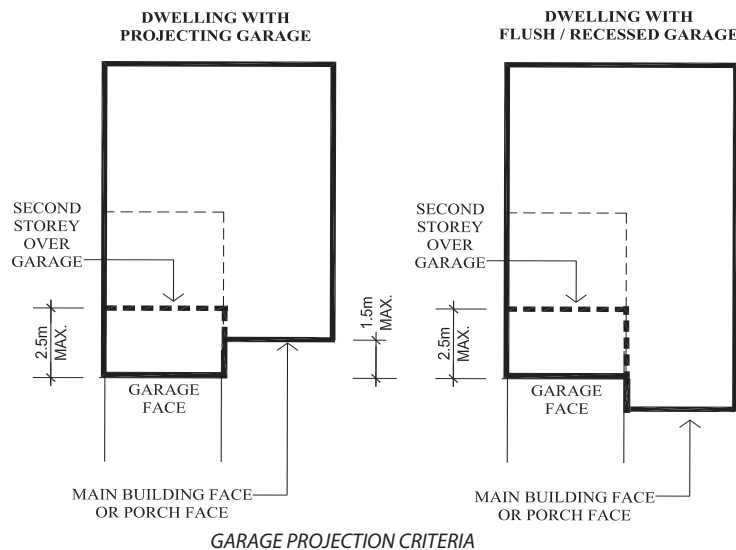 DWELLING WITH
PROJECTING GARAGE
SECOND
STOREY
OVER
GARAGE
2.5m
MAX.
GARAGE
FACE
1.5m
MAX.
MAIN BUILDING FACE
OR PORCH FACE
DWELLING WITH
FLUSH / RECESSED GARAGE
SECOND
STOREY
OVER
GARAGE
2.5m
MAX.
GARAGE
FACE
MAIN BUILDING FACE
OR PORCH FACE
GARAGE PROJECTION CRITERIA